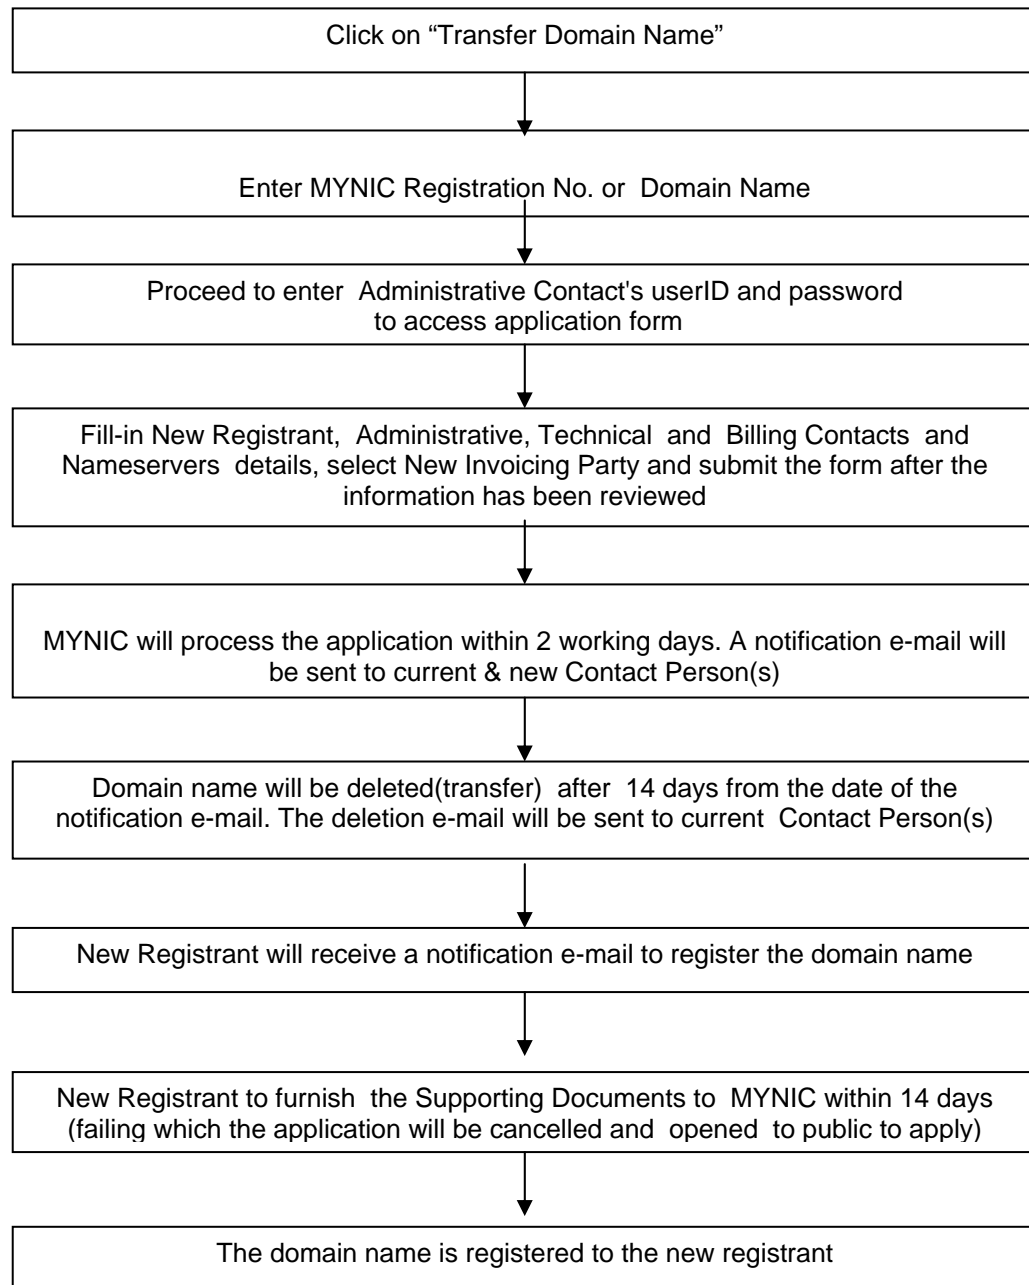 Click on “Transfer Domain Name”
Enter MYNIC Registration No. or Domain Name
Proceed to enter Administrative Contact's userID and password
to access application form
Fill-in New Registrant, Administrative, Technical and Billing Contacts and
Nameservers details, select New Invoicing Party and submit the form after the
information has been reviewed
MYNIC will process the application within 2 working days. A notification e-mail will
be sent to current & new Contact Person(s)
Domain name will be deleted(transfer) after 14 days from the date of the
notification e-mail. The deletion e-mail will be sent to current Contact Person(s)
New Registrant will receive a notification e-mail to register the domain name
New Registrant to furnish the Supporting Documents to MYNIC within 14 days
(failing which the application will be cancelled and opened to public to apply)
The domain name is registered to the new registrant